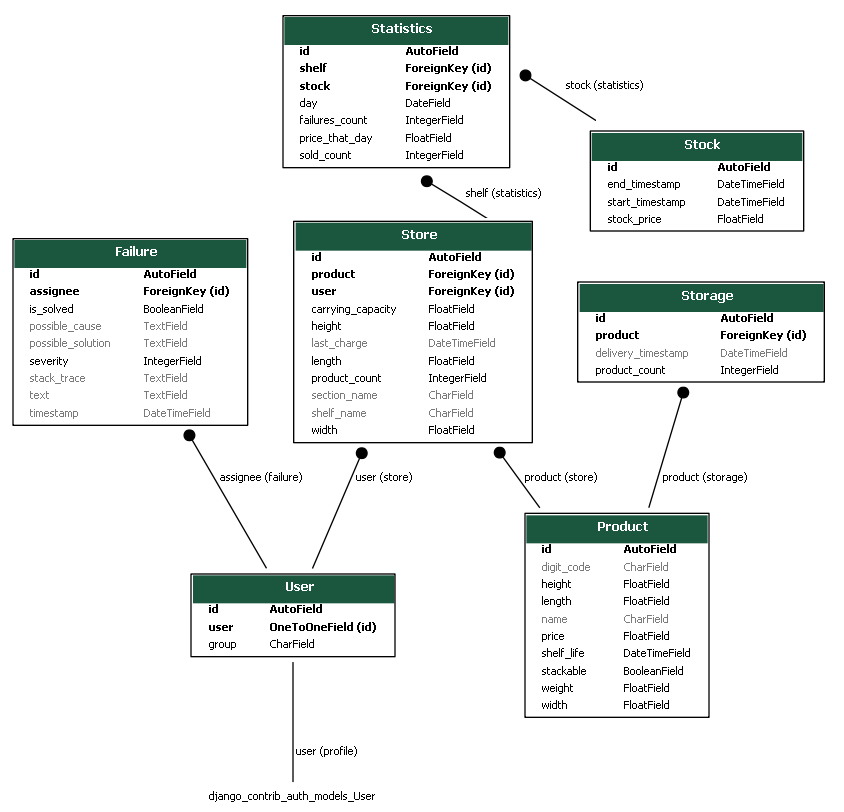 Statistics
id AutoField
shelf ForeignKey (id)
stock ForeignKey (id)
day DateField
failures_count IntegerField
price_that_day FloatField
sold_count IntegerField
stock (statistics)
Stock
id AutoField
end_timestamp DateTimeField
start_timestamp DateTimeField
stock_price FloatField
shelf (statistics)
Failure
id AutoField
assignee ForeignKey (id)
is_solved BooleanField
possible_cause TextField
possible_solution TextField
severity IntegerField
stack_trace TextField
text TextField
timestamp DateTimeField
Store
id AutoField
product ForeignKey (id)
user ForeignKey (id)
carrying_capacity FloatField
height FloatField
last_charge DateTimeField
length FloatField
product_count IntegerField
section_name CharField
shelf_name CharField
width FloatField
Storage
id AutoField
product ForeignKey (id)
delivery_timestamp DateTimeField
product_count IntegerField
assignee (failure)
user (store)
product (store)
product (storage)
User
id AutoField
user OneToOneField (id)
group CharField
Product
id AutoField
digit_code CharField
height FloatField
length FloatField
name CharField
price FloatField
shelf_life DateTimeField
stackable BooleanField
weight FloatField
width FloatField
user (profile)
django_contrib_auth_models_User